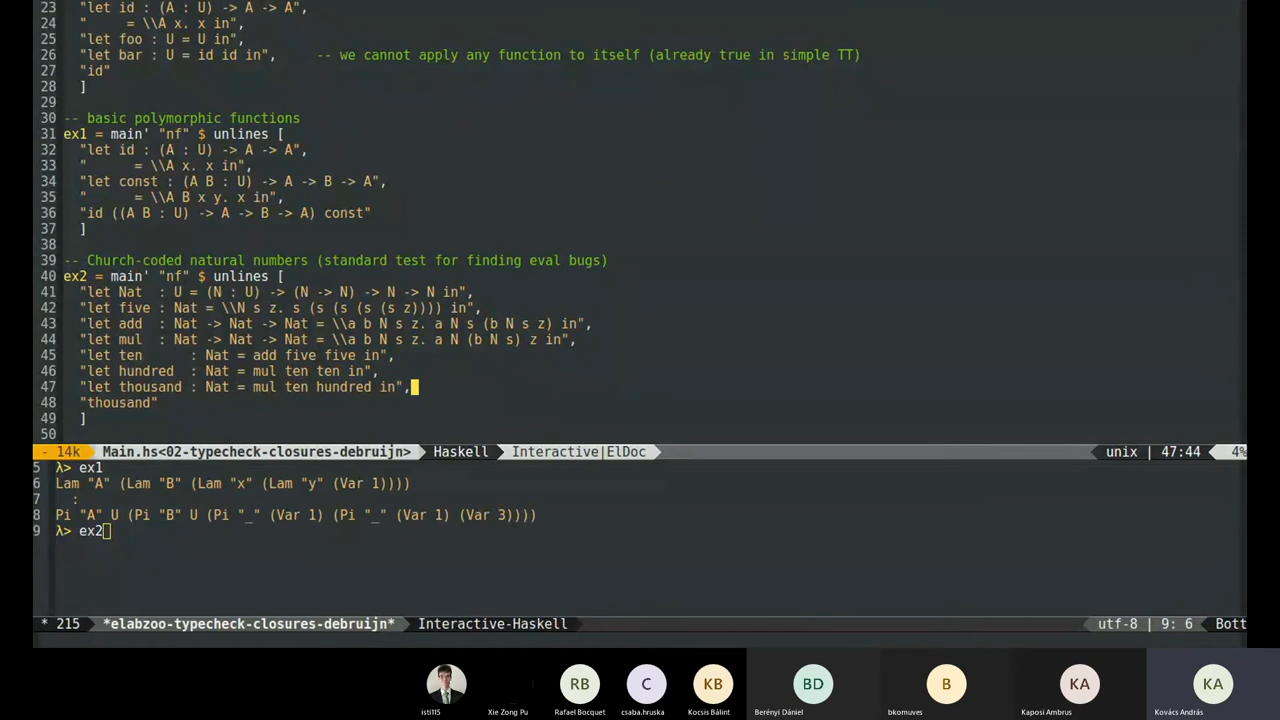 23   "let id : (A : U) -> A -> A",
24   "     = \\A x. x in",
25   "let foo : U = U in",
26   "let bar : U = id id in",     -- we cannot apply any function to itself (already true in simple TT)
27   "id"
28   ]
29
30 -- basic polymorphic functions
31 ex1 = main' "nf" $ unlines [
32   "let id : (A : U) -> A -> A",
33   "      = \\A x. x in",
34   "let const : (A B : U) -> A -> B -> A",
35   "      = \\A B x y. x in",
36   "id ((A B : U) -> A -> B -> A) const"
37   ]
38
39 -- Church-coded natural numbers (standard test for finding eval bugs)
40 ex2 = main' "nf" $ unlines [
41   "let Nat  : U = (N : U) -> (N -> N) -> N -> N in",
42   "let five : Nat = \\N s z. s (s (s (s (s z)))) in",
43   "let add  : Nat -> Nat -> Nat = \\a b N s z. a N s (b N s z) in",
44   "let mul  : Nat -> Nat -> Nat = \\a b N s z. a N (b N s) z in",
45   "let ten      : Nat = add five five in",
46   "let hundred  : Nat = mul ten ten in",
47   "let thousand : Nat = mul ten hundred in",
48   "thousand"
49   ]
50
- 14k Main.hs<02-typecheck-closures-debruijn> Haskell Interactive|ElDoc unix | 47:44 4%
5 λ> ex1
6 Lam "A" (Lam "B" (Lam "x" (Lam "y" (Var 1))))
7   :
8 Pi "A" U (Pi "B" U (Pi "_" (Var 1) (Pi "_" (Var 1) (Var 3))))
9 λ> ex2
* 215 *elabzoo-typecheck-closures-debruijn* Interactive-Haskell utf-8 | 9: 6 Bott
RB C KB BD B KA KA
isti115 Xie Zong Pu Rafael Bocquet csaba.hruska Kocsis Bálint Berényi Dániel bkomuves Kaposi Ambrus Kovács András